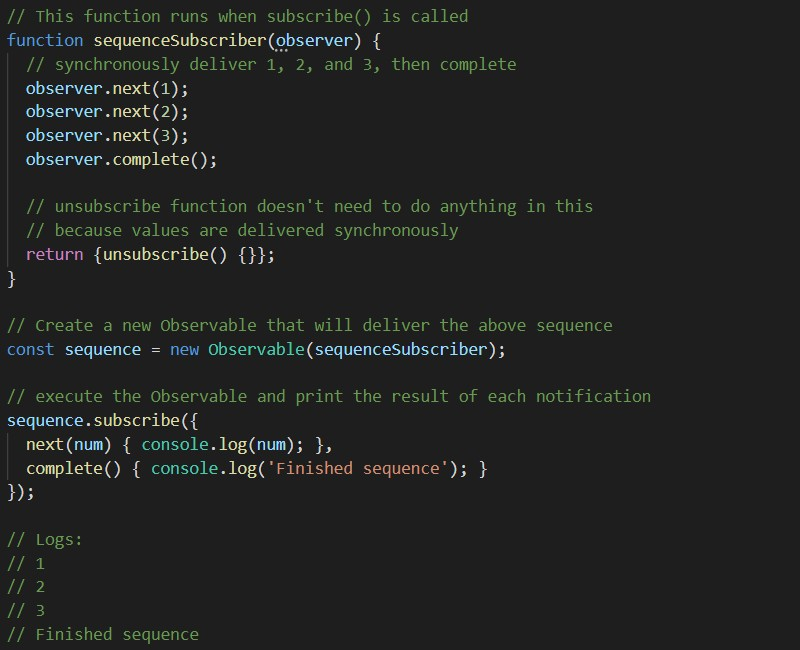 // This function runs when subscribe() is called
function sequenceSubscriber(observer) {
// synchronously deliver 1, 2, and 3, then complete
observer.next(1);
observer.next(2);
observer.next(3);
observer.complete();
// unsubscribe function doesn't need to do anything in this
// because values are delivered synchronously
return {unsubscribe() {}};
}
// Create a new Observable that will deliver the above sequence
const sequence = new Observable(sequenceSubscriber);
// execute the Observable and print the result of each notification
sequence.subscribe({
next(num) { console.log(num); },
complete() { console.log('Finished sequence'); }
});
// Logs:
// 1
// 2
// 3
// Finished sequence